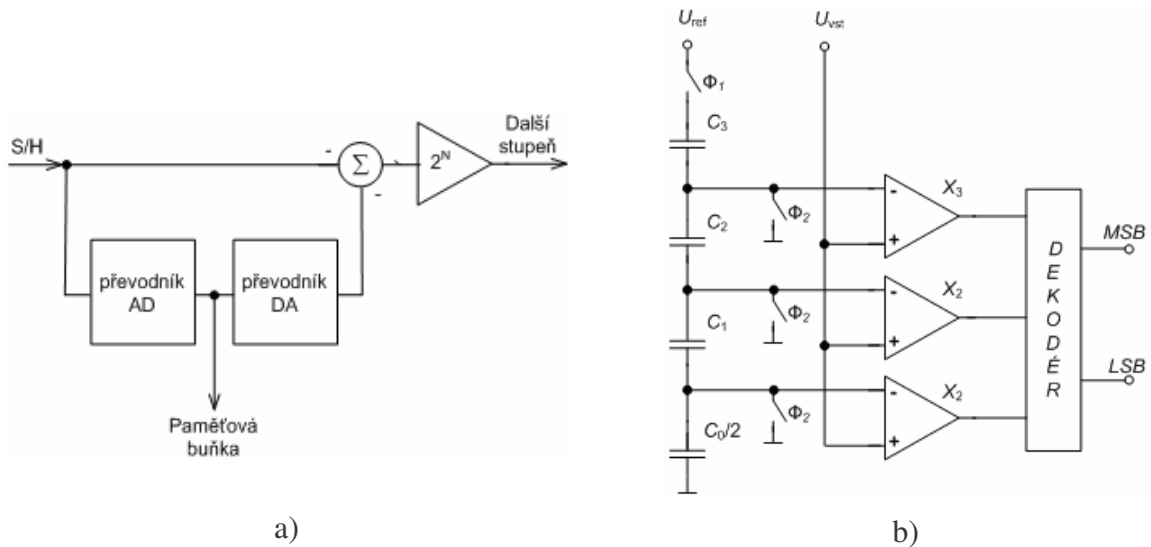 S/H
-
-
Σ
2^N
Další
stupeň
převodník
AD
převodník
DA
Paměťová
buňka
a)
U_ref
U_vst
Φ_1
C_3
Φ_2
C_2
Φ_2
C_1
Φ_2
C_0/2
-
+
X_3
-
+
X_2
-
+
X_2
DEKODÉR
MSB
LSB
b)